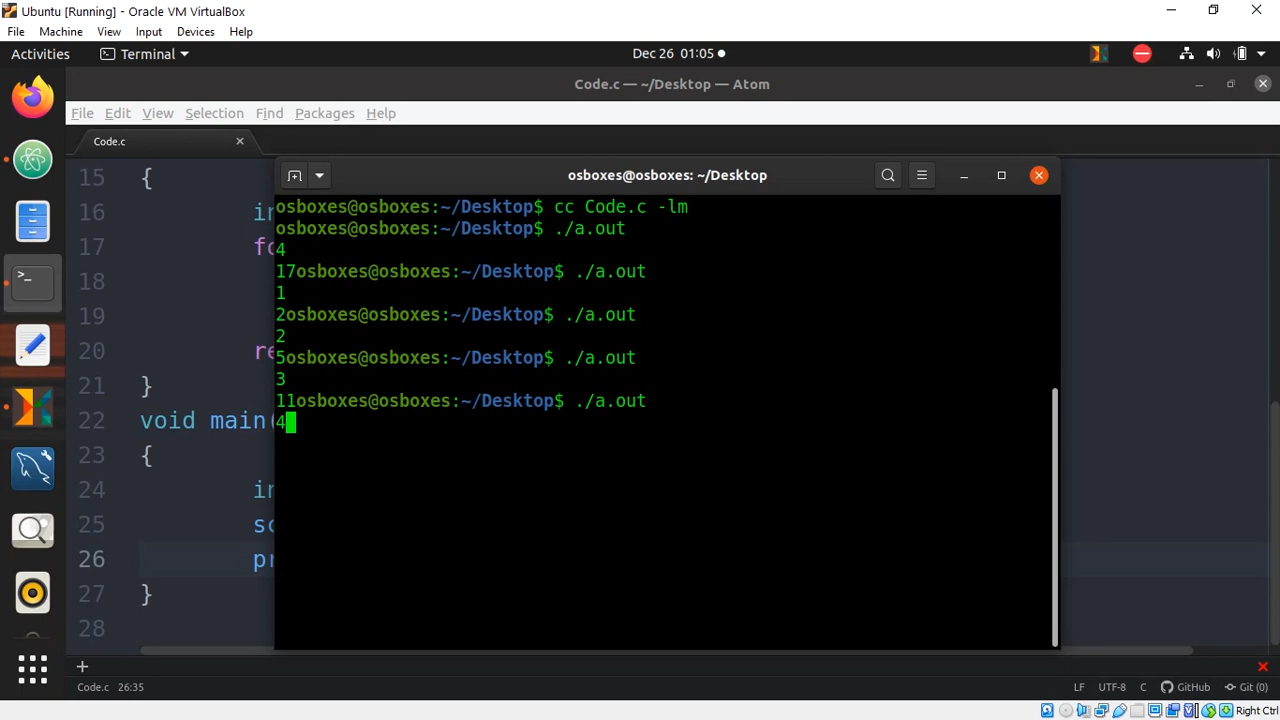 Ubuntu [Running] - Oracle VM VirtualBox
File Machine View Input Devices Help
Activities Terminal Dec 26 01:05
Code.c — ~/Desktop — Atom
File Edit View Selection Find Packages Help
Code.c
osboxes@osboxes: ~/Desktop
osboxes@osboxes:~/Desktop$ cc Code.c -lm
osboxes@osboxes:~/Desktop$ ./a.out
4
17osboxes@osboxes:~/Desktop$ ./a.out
1
2osboxes@osboxes:~/Desktop$ ./a.out
2
5osboxes@osboxes:~/Desktop$ ./a.out
3
11osboxes@osboxes:~/Desktop$ ./a.out
4
15 {
16 in
17 fo
18
19
20 re
21 }
22 void main(
23 {
24 in
25 sc
26 pr
27 }
28
Code.c 26:35 LF UTF-8 C GitHub Git (0)
Right Ctrl